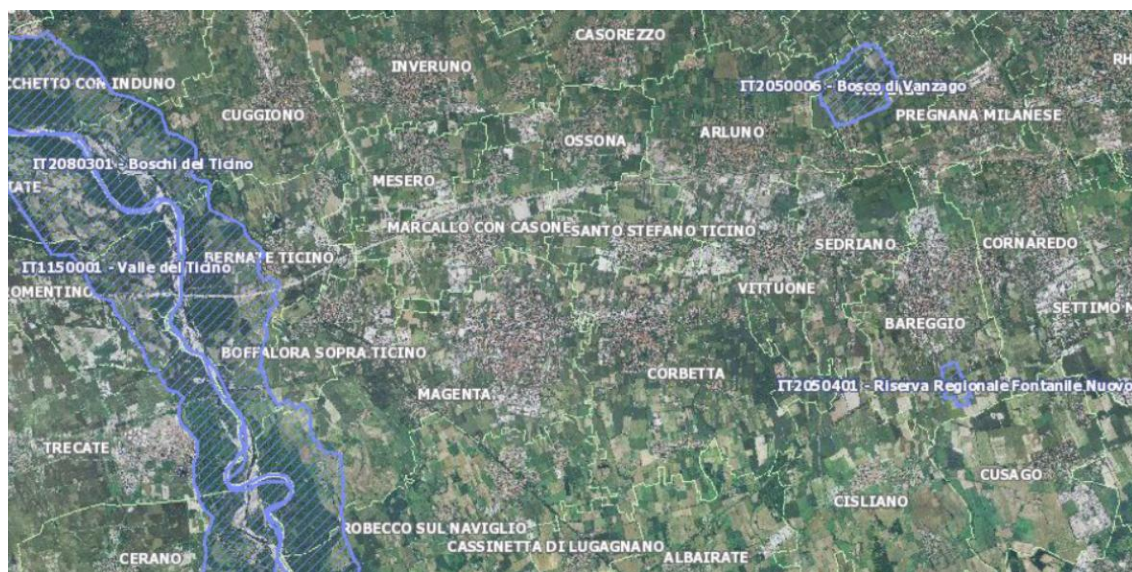 CASOREZZO
RH
INVERUNO
CCHETTO CON INDUNO
IT2050006 - Bosco di Vanzago
CUGGIONO
PREGNANA MILANESE
ARLUNO
OSSONA
IT2080301 - Boschi del Ticino
MESERO
IATE
MARCALLO CON CASONE
SANTO STEFANO TICINO
SEDRIANO
CORNAREDO
BERNATE TICINO
IT1150001 - Valle del Ticino
VITTUONE
OMENTINO
SETTIMO M
BAREGGIO
BOFFALORA SOPRA TICINO
CORBETTA
IT2050401 - Riserva Regionale Fontanile Nuovo
MAGENTA
TRECATE
CUSAGO
CISLIANO
ROBECCO SUL NAVIGLIO
CASSINETTA DI LUGAGNANO
CERANO
ALBAIRATE